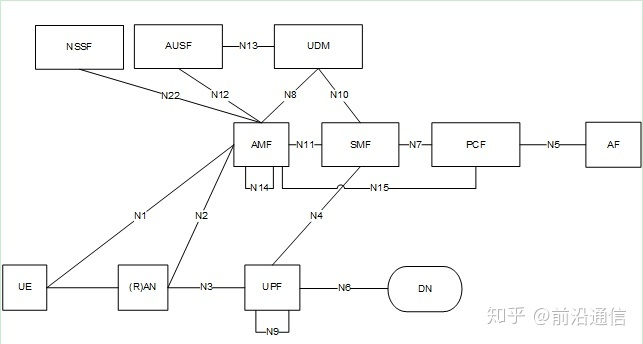 NSSF
AUSF
N13
UDM
N22
N12
N8
N10
AMF
N11
SMF
N7
PCF
N5
AF
N14
N15
N1
N2
N4
UE
(R)AN
N3
UPF
N6
DN
N9
知乎 @前沿通信